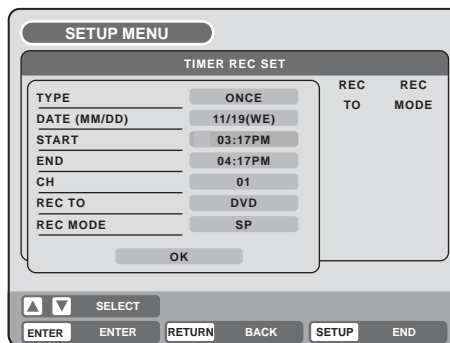 SETUP MENU
TIMER REC SET
REC TO REC MODE
TYPE ONCE
DATE (MM/DD) 11/19(WE)
START 03:17PM
END 04:17PM
CH 01
REC TO DVD
REC MODE SP
OK
▲ ▼ SELECT
ENTER ENTER RETURN BACK SETUP END